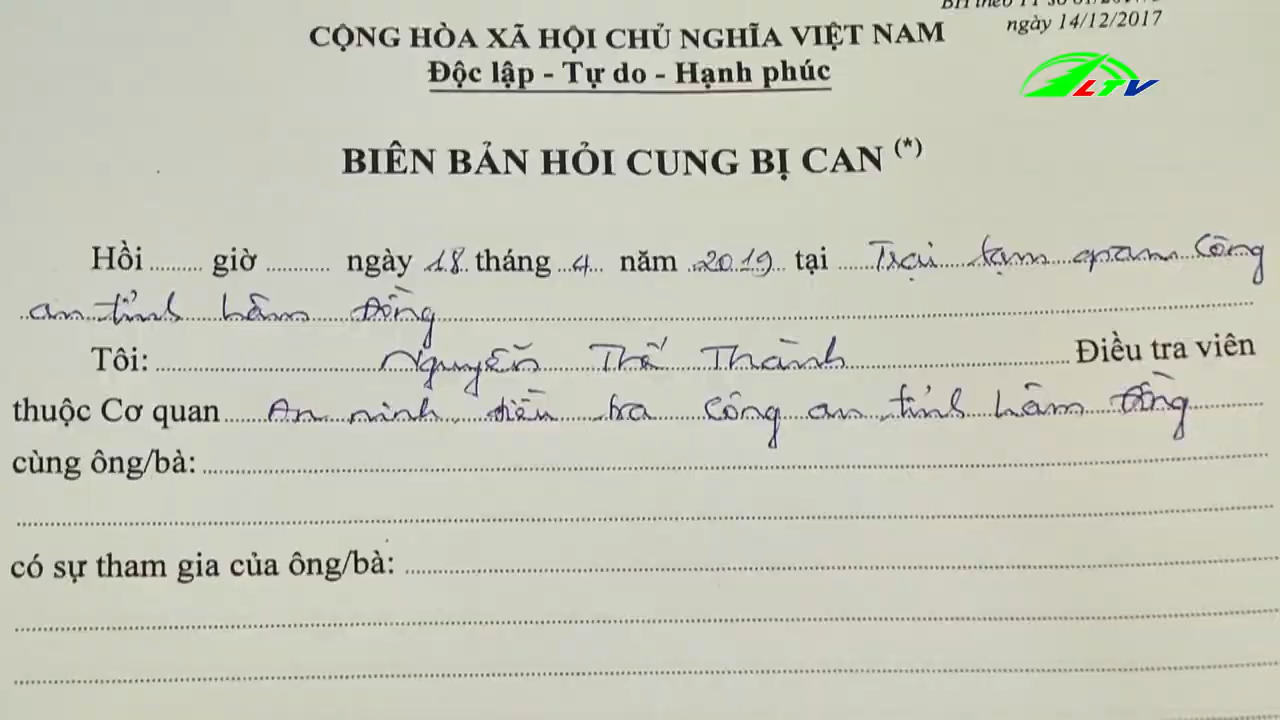 ngày 14/12/2017
CỘNG HÒA XÃ HỘI CHỦ NGHĨA VIỆT NAM
Độc lập - Tự do - Hạnh phúc
LTV
BIÊN BẢN HỎI CUNG BỊ CAN (*)
Hồi ......... giờ ........... ngày 18 tháng 4 năm 2019 tại Trại tạm giam Công
an tỉnh Lâm Đồng
Tôi: Nguyễn Thế Thành Điều tra viên
thuộc Cơ quan An ninh điều tra Công an tỉnh Lâm Đồng
cùng ông/bà:
có sự tham gia của ông/bà: